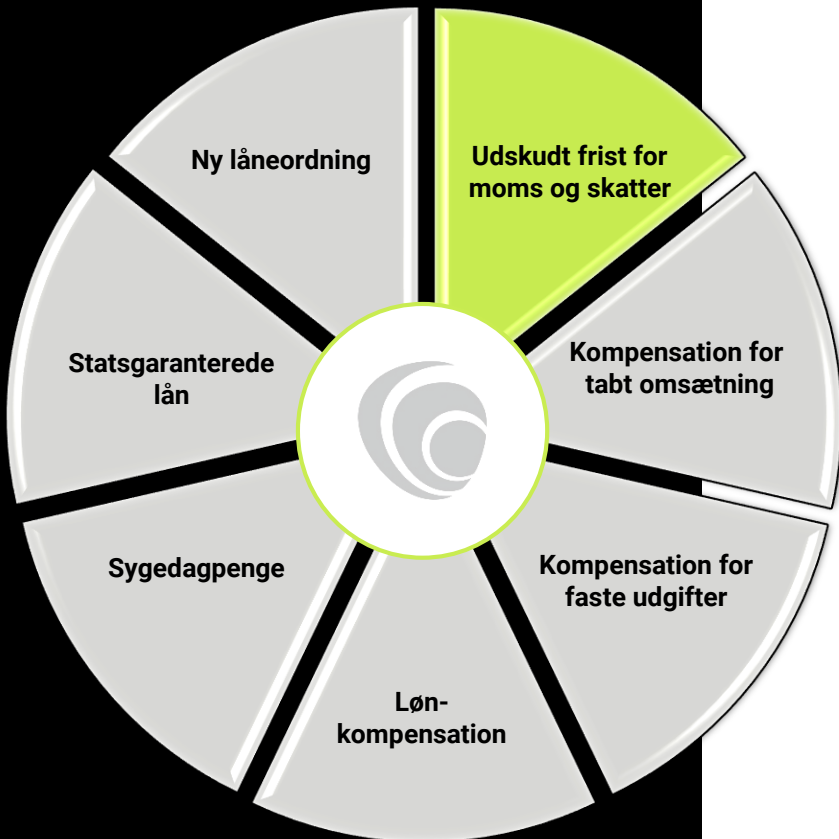 Ny låneordning
Udskudt frist for
moms og skatter
Kompensation for
tabt omsætning
Kompensation for
faste udgifter
Løn-
kompensation
Sygedagpenge
Statsgaranterede
lån